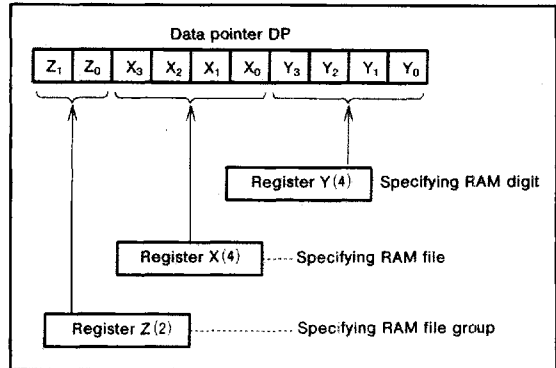 Data pointer DP
Z₁ Z₀ X₃ X₂ X₁ X₀ Y₃ Y₂ Y₁ Y₀
Register Y(4) Specifying RAM digit
Register X(4) Specifying RAM file
Register Z(2) Specifying RAM file group